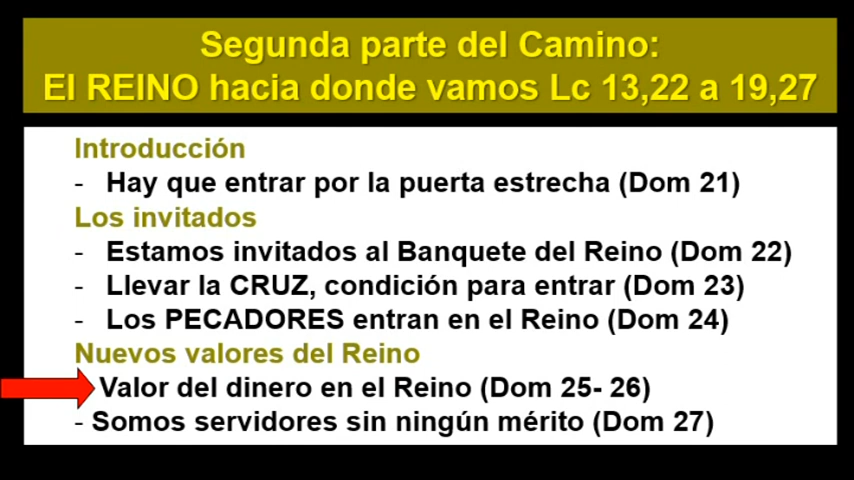 Segunda parte del Camino:
El REINO hacia donde vamos Lc 13,22 a 19,27
Introducción
- Hay que entrar por la puerta estrecha (Dom 21)
Los invitados
- Estamos invitados al Banquete del Reino (Dom 22)
- Llevar la CRUZ, condición para entrar (Dom 23)
- Los PECADORES entran en el Reino (Dom 24)
Nuevos valores del Reino
Valor del dinero en el Reino (Dom 25- 26)
- Somos servidores sin ningún mérito (Dom 27)